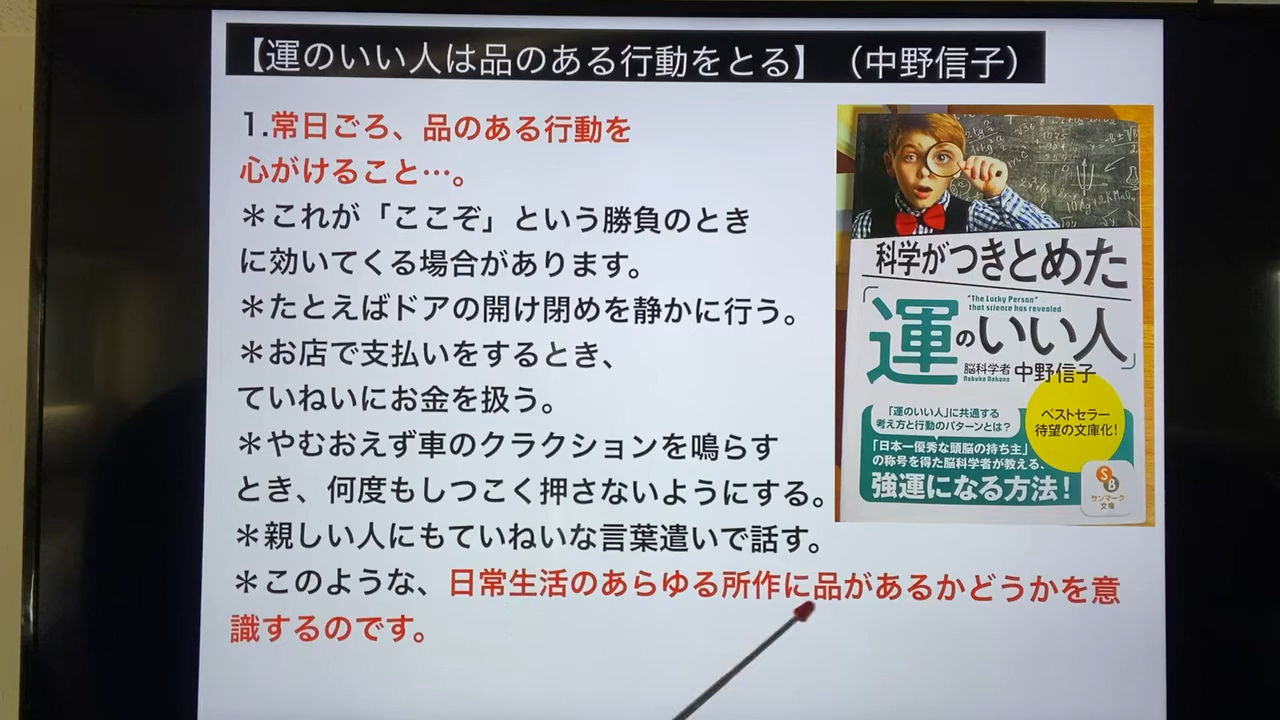 【運のいい人は品のある行動をとる】（中野信子）
1.常日ごろ、品のある行動を
心がけること…。
＊これが「ここぞ」という勝負のとき
に効いてくる場合があります。
＊たとえばドアの開け閉めを静かに行う。
＊お店で支払いをするとき、
ていねいにお金を扱う。
＊やむおえず車のクラクションを鳴らす
とき、何度もしつこく押さないようにする。
＊親しい人にもていねいな言葉遣いで話す。
＊このような、日常生活のあらゆる所作に品があるかどうかを意
識するのです。
科学がつきとめた
"The Lucky Person"
that science has revealed
「運のいい人」
脳科学者 中野信子
Nobuko Nakano
ベストセラー
待望の文庫化！
「運のいい人」に共通する
考え方と行動のパターンとは？
「日本一優秀な頭脳の持ち主」
の称号を得た脳科学者が教える、
強運になる方法！
S
B
サンマーク
文庫